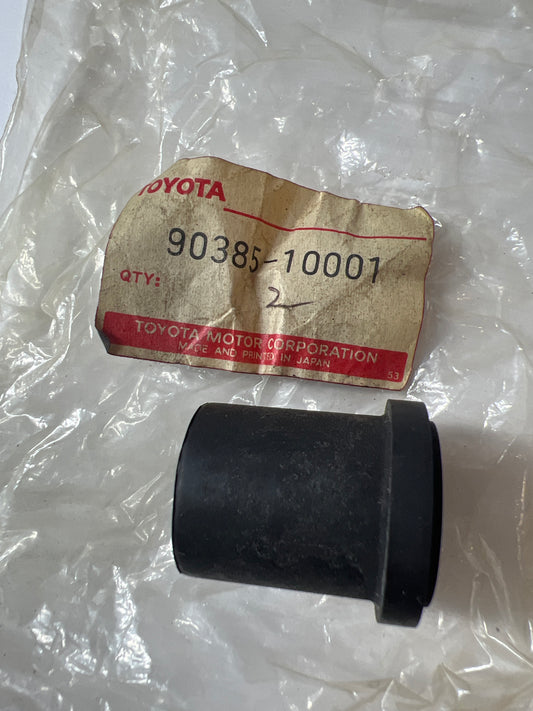 TOYOTA
90385-10001
QTY:
2
TOYOTA MOTOR CORPORATION
MADE AND PRINTED IN JAPAN
53